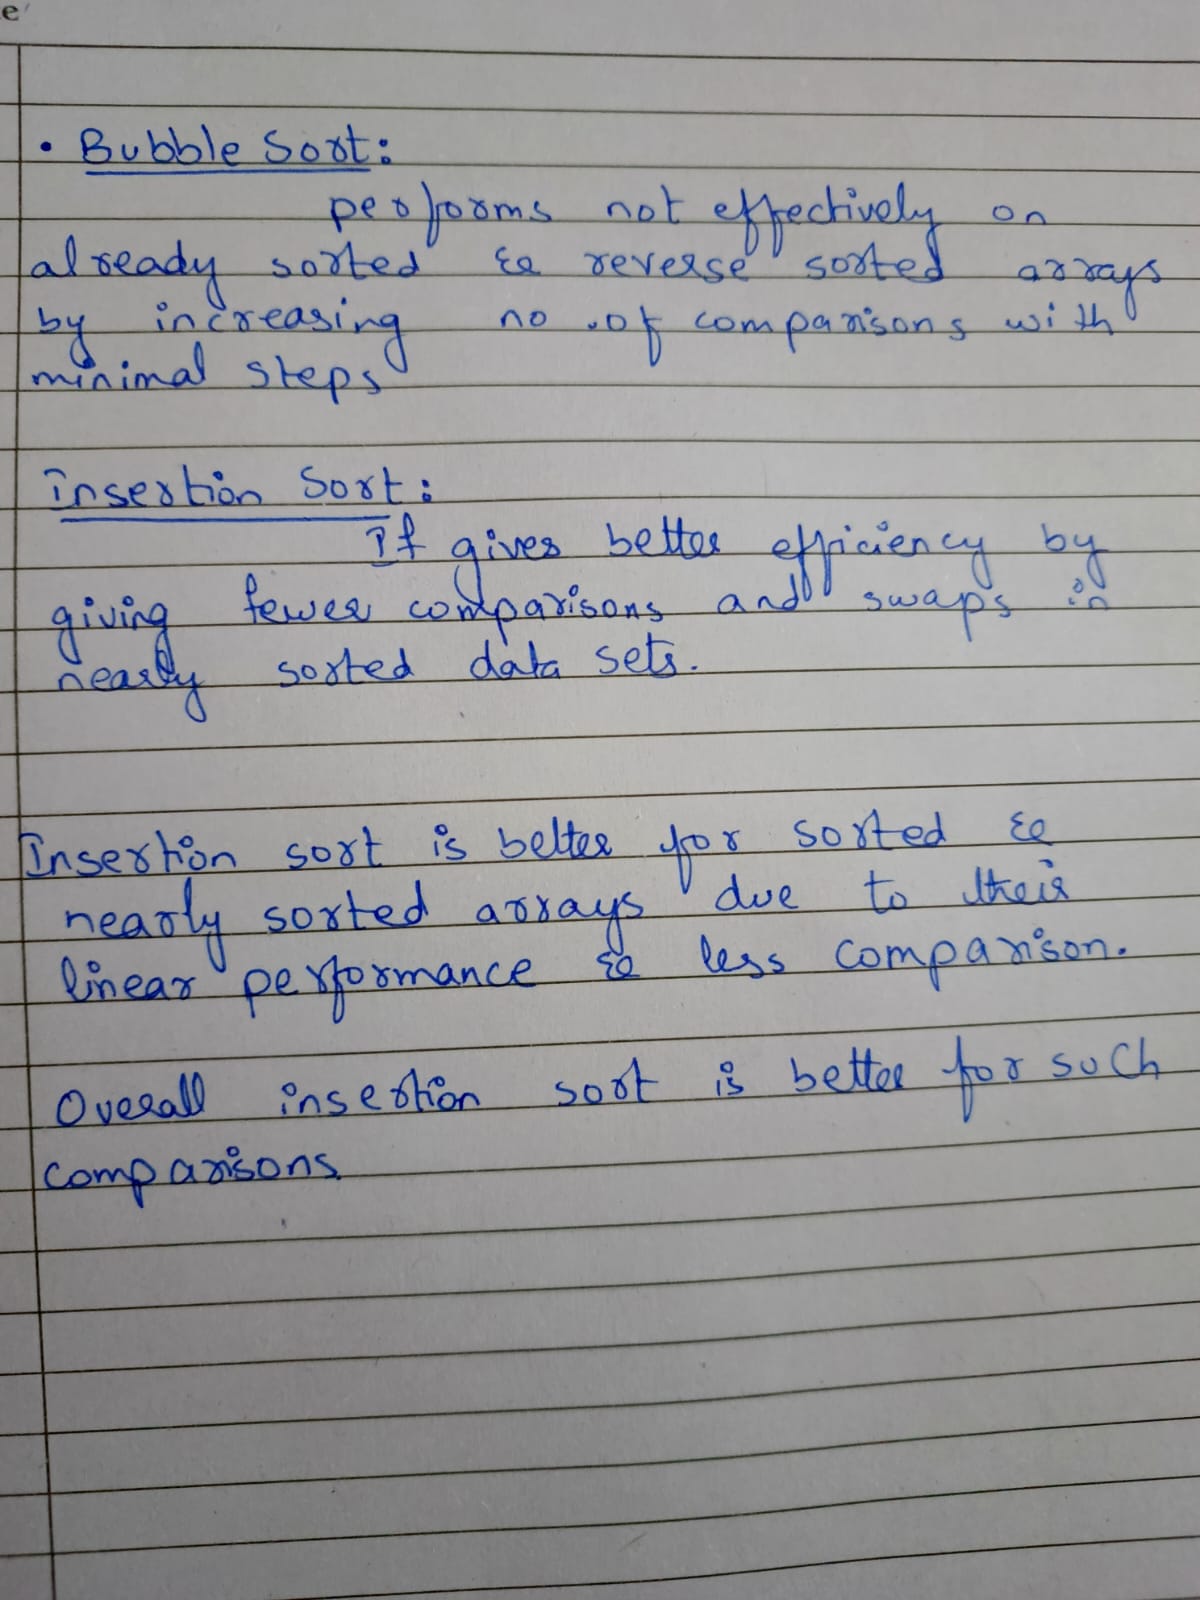 e
• Bubble Sort:
performs not effectively on
already sorted & reverse sorted arrays
by increasing no. of comparisons with
minimal steps
Insertion Sort:
It gives better efficiency by
giving fewer comparisons and swaps in
nearly sorted data sets.
Insertion sort is better for sorted &
nearly sorted arrays due to their
linear performance & less comparison.
Overall insertion sort is better for such
comparisons.